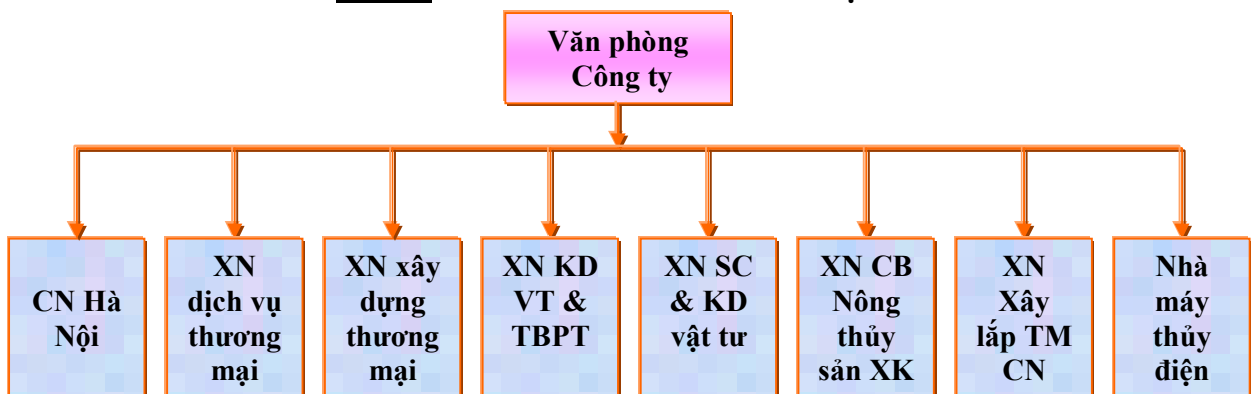 Văn phòng
Công ty
CN Hà
Nội
XN
dịch vụ
thương
mại
XN xây
dựng
thương
mại
XN KD
VT &
TBPT
XN SC
& KD
vật tư
XN CB
Nông
thủy
sản XK
XN
Xây
lắp TM
CN
Nhà
máy
thủy
điện